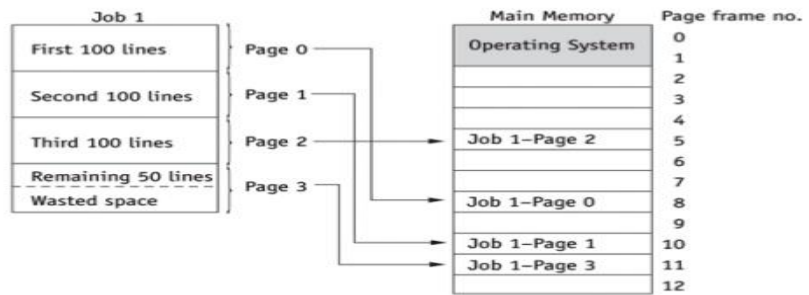 Job 1
First 100 lines
Second 100 lines
Third 100 lines
Remaining 50 lines
Wasted space
Page 0
Page 1
Page 2
Page 3
Main Memory
Operating System
Job 1–Page 2
Job 1–Page 0
Job 1–Page 1
Job 1–Page 3
Page frame no.
0
1
2
3
4
5
6
7
8
9
10
11
12